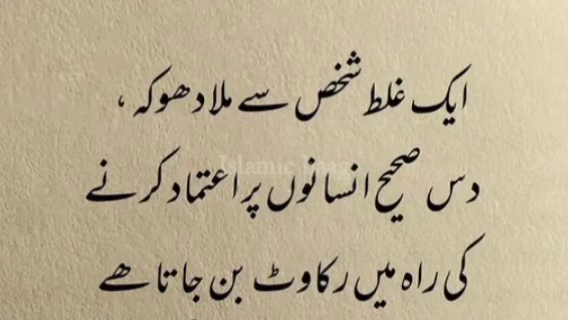 ایک غلط شخص سے ملا دھوکہ ،
دس صحیح انسانوں پر اعتماد کرنے
کی راہ میں رکاوٹ بن جاتا ھے